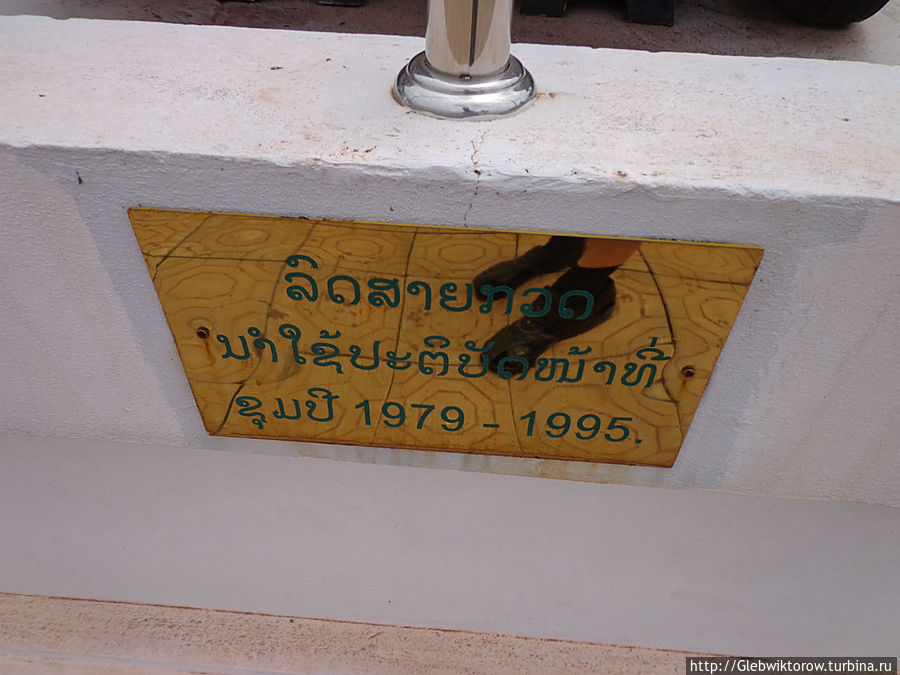 ລົດສາຍກວດ
ນຳໃຊ້ປະຕິບັດໜ້າທີ່
ຊຸມປີ 1979 - 1995.
http://Glebwiktorow.turbina.ru/